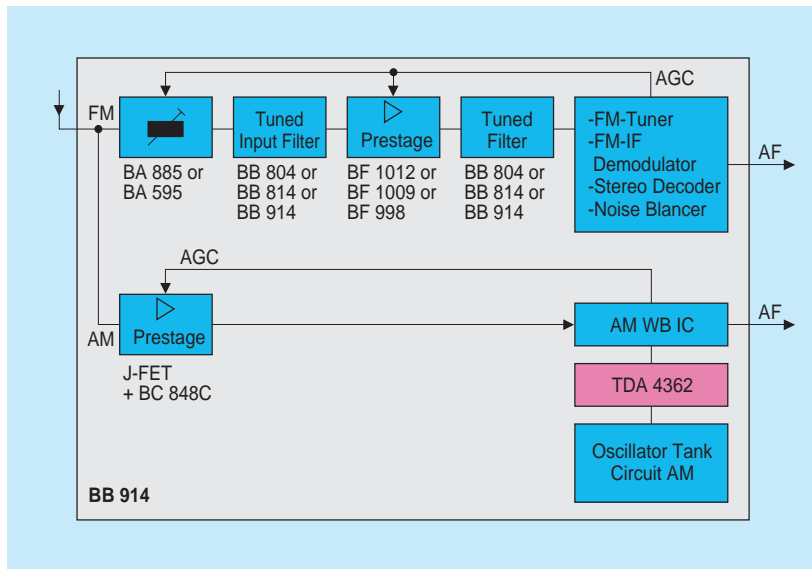 AGC
FM
Tuned
Input Filter
Prestage
Tuned
Filter
-FM-Tuner
-FM-IF
Demodulator
-Stereo Decoder
-Noise Blancer
AF
BA 885 or
BA 595
BB 804 or
BB 814 or
BB 914
BF 1012 or
BF 1009 or
BF 998
BB 804 or
BB 814 or
BB 914
AGC
AM
Prestage
AM WB IC
AF
J-FET
+ BC 848C
TDA 4362
Oscillator Tank
Circuit AM
BB 914